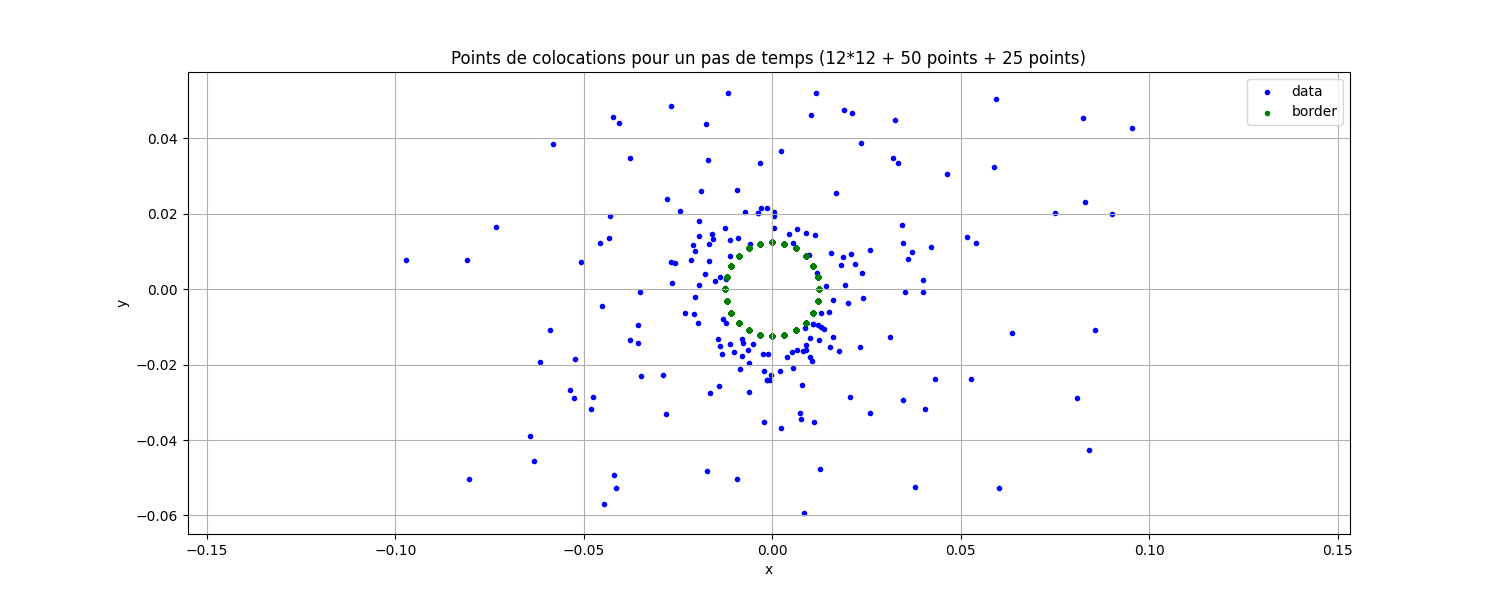 Points de colocations pour un pas de temps (12*12 + 50 points + 25 points)
data
border
0.04
0.02
0.00
−0.02
−0.04
−0.06
y
−0.15
−0.10
−0.05
0.00
0.05
0.10
0.15
x